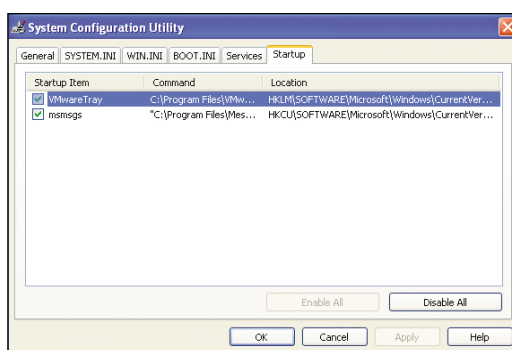 System Configuration Utility
General SYSTEM.INI WIN.INI BOOT.INI Services Startup
Startup Item Command Location
VMwareTray C:\Program Files\VMw... HKLM\SOFTWARE\Microsoft\Windows\CurrentVer...
msmsgs "C:\Program Files\Mes... HKCU\SOFTWARE\Microsoft\Windows\CurrentVer...
Enable All Disable All
OK Cancel Apply Help